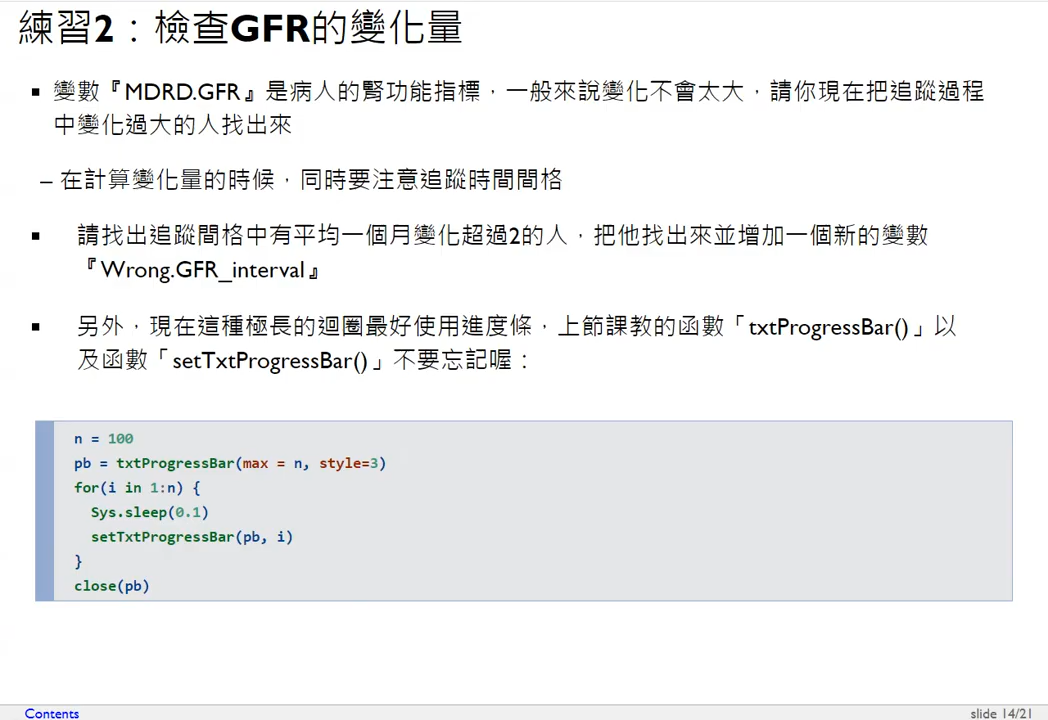 練習2：檢查GFR的變化量
▪ 變數『MDRD.GFR』是病人的腎功能指標，一般來說變化不會太大，請你現在把追蹤過程
中變化過大的人找出來
– 在計算變化量的時候，同時要注意追蹤時間間格
▪ 請找出追蹤間格中有平均一個月變化超過2的人，把他找出來並增加一個新的變數
『Wrong.GFR_interval』
▪ 另外，現在這種極長的迴圈最好使用進度條，上節課教的函數「txtProgressBar()」以
及函數「setTxtProgressBar()」不要忘記喔：
n = 100
pb = txtProgressBar(max = n, style=3)
for(i in 1:n) {
  Sys.sleep(0.1)
  setTxtProgressBar(pb, i)
}
close(pb)
Contents
slide 14/21